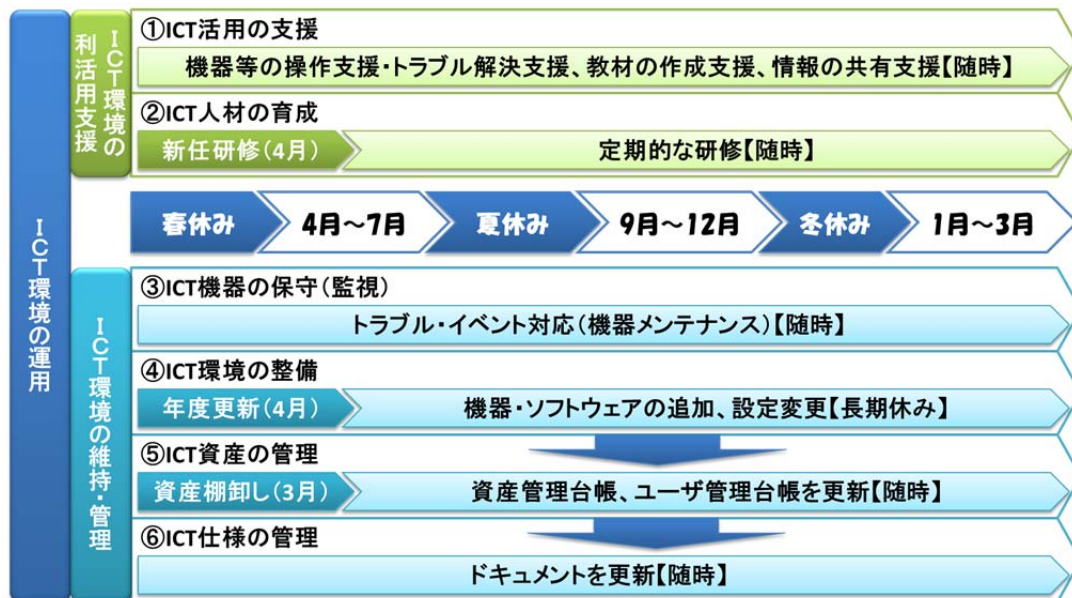 ICT環境の運用
ICT環境の
利活用支援
①ICT活用の支援
機器等の操作支援・トラブル解決支援、教材の作成支援、情報の共有支援【随時】
②ICT人材の育成
新任研修(4月)
定期的な研修【随時】
春休み
4月～7月
夏休み
9月～12月
冬休み
1月～3月
ICT環境の維持・管理
③ICT機器の保守(監視)
トラブル・イベント対応(機器メンテナンス)【随時】
④ICT環境の整備
年度更新(4月)
機器・ソフトウェアの追加、設定変更【長期休み】
⑤ICT資産の管理
資産棚卸し(3月)
資産管理台帳、ユーザ管理台帳を更新【随時】
⑥ICT仕様の管理
ドキュメントを更新【随時】